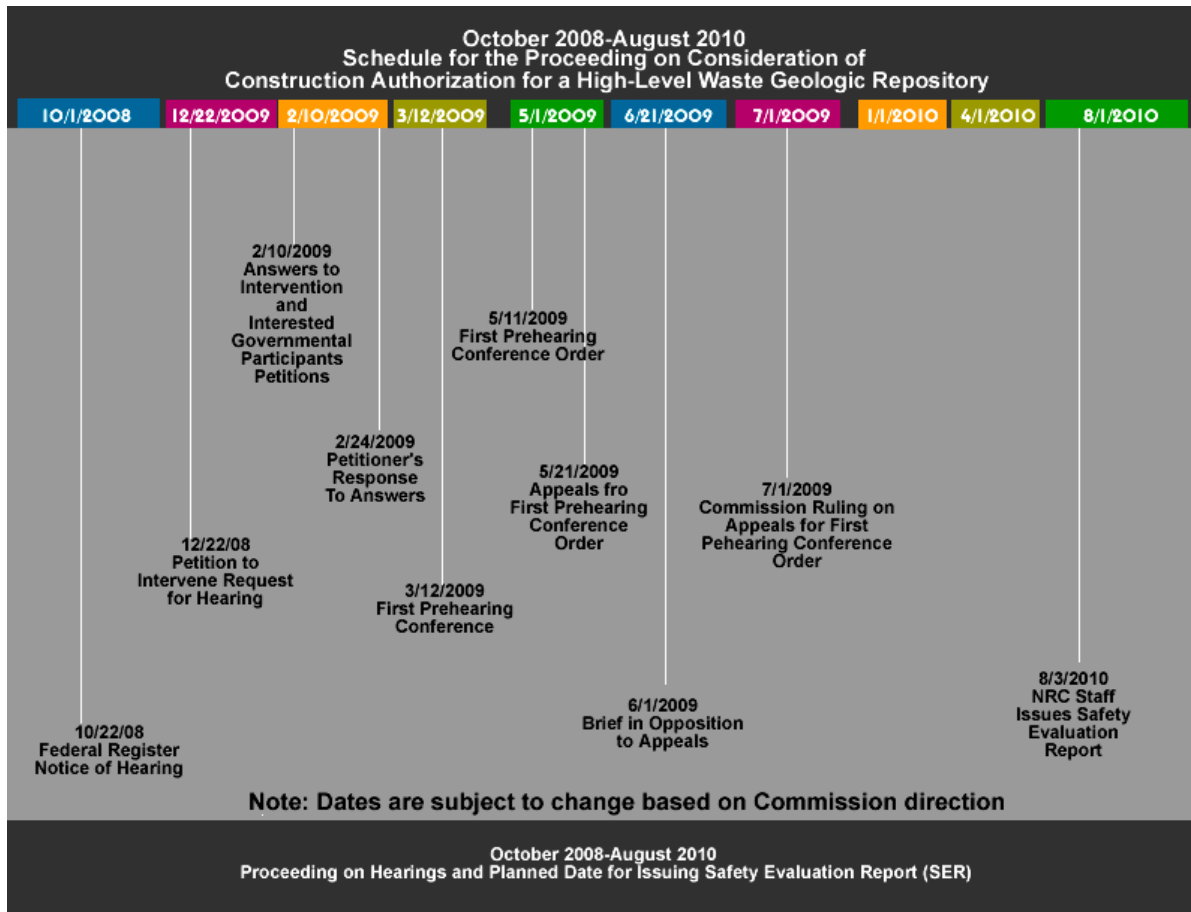 October 2008-August 2010
Schedule for the Proceeding on Consideration of
Construction Authorization for a High-Level Waste Geologic Repository
10/1/2008
12/22/2009
2/10/2009
3/12/2009
5/1/2009
6/21/2009
7/1/2009
1/1/2010
4/1/2010
8/1/2010
2/10/2009
Answers to
Intervention
and
Interested
Governmental
Participants
Petitions
5/11/2009
First Prehearing
Conference Order
2/24/2009
Petitioner's
Response
To Answers
5/21/2009
Appeals fro
First Prehearing
Conference
Order
7/1/2009
Commission Ruling on
Appeals for First
Pehearing Conference
Order
12/22/08
Petition to
Intervene Request
for Hearing
3/12/2009
First Prehearing
Conference
8/3/2010
NRC Staff
Issues Safety
Evaluation
Report
6/1/2009
Brief in Opposition
to Appeals
10/22/08
Federal Register
Notice of Hearing
Note: Dates are subject to change based on Commission direction
October 2008-August 2010
Proceeding on Hearings and Planned Date for Issuing Safety Evaluation Report (SER)